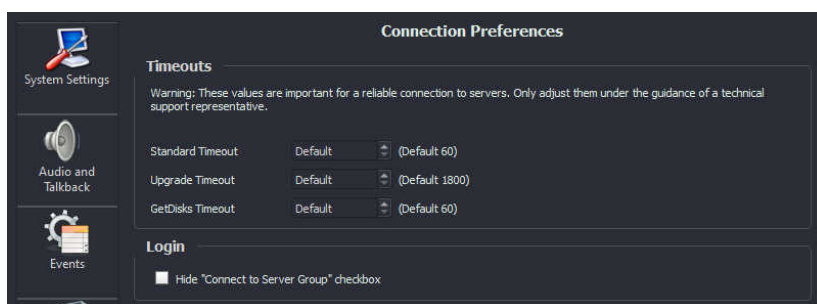 Connection Preferences
System Settings
Timeouts
Warning: These values are important for a reliable connection to servers. Only adjust them under the guidance of a technical
support representative.
Standard Timeout Default (Default 60)
Audio and
Talkback
Upgrade Timeout Default (Default 1800)
GetDisks Timeout Default (Default 60)
Login
Events
Hide "Connect to Server Group" checkbox